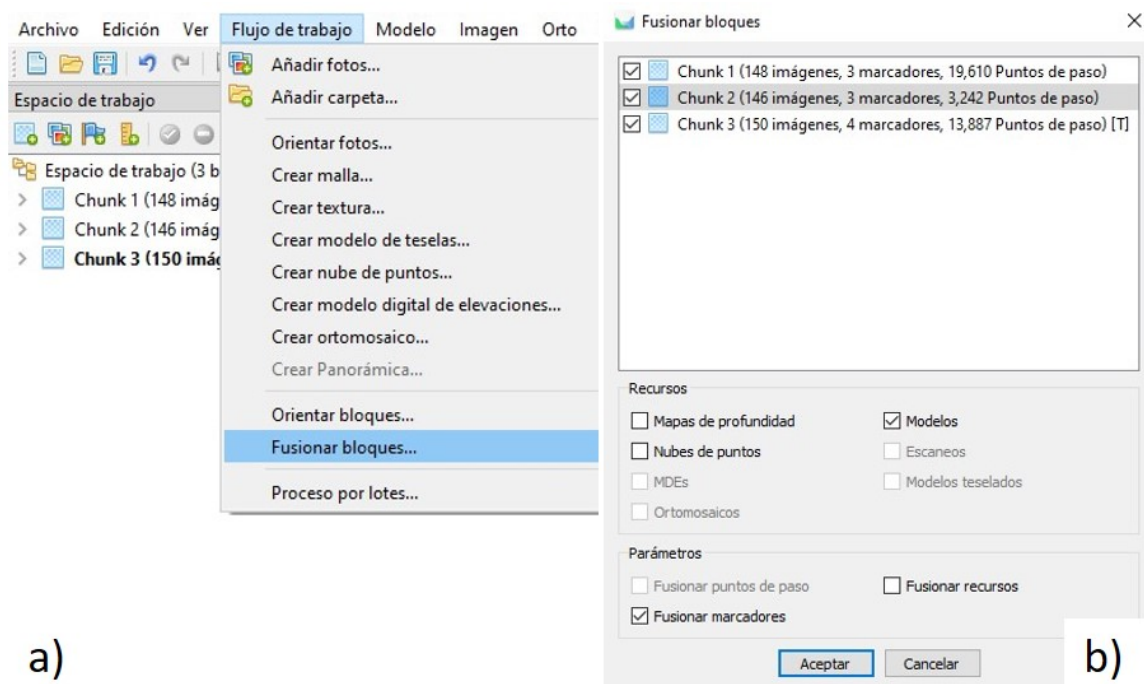 Archivo Edición Ver Flujo de trabajo Modelo Imagen Orto
Espacio de trabajo
Espacio de trabajo (3 b
Chunk 1 (148 imág
Chunk 2 (146 imág
Chunk 3 (150 imág
Añadir fotos...
Añadir carpeta...
Orientar fotos...
Crear malla...
Crear textura...
Crear modelo de teselas...
Crear nube de puntos...
Crear modelo digital de elevaciones...
Crear ortomosaico...
Crear Panorámica...
Orientar bloques...
Fusionar bloques...
Proceso por lotes...
a)
Fusionar bloques
Chunk 1 (148 imágenes, 3 marcadores, 19,610 Puntos de paso)
Chunk 2 (146 imágenes, 3 marcadores, 3,242 Puntos de paso)
Chunk 3 (150 imágenes, 4 marcadores, 13,887 Puntos de paso) [T]
Recursos
Mapas de profundidad Modelos
Nubes de puntos Escaneos
MDEs Modelos teselados
Ortomosaicos
Parámetros
Fusionar puntos de paso Fusionar recursos
Fusionar marcadores
Aceptar Cancelar
b)